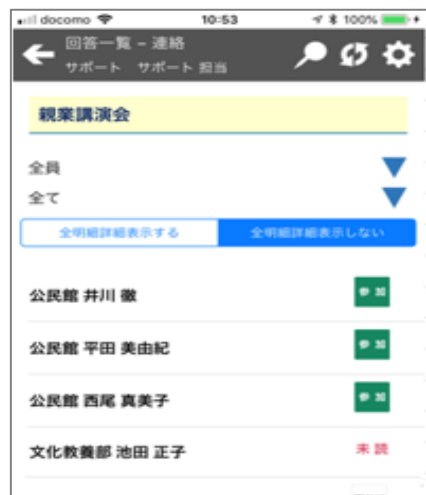 docomo 10:53 100%
回答一覧 − 連絡
サポート サポート 担当
親業講演会
全員
全て
全明細詳細表示する 全明細詳細表示しない
公民館 井川 徹 参加
公民館 平田 美由紀 参加
公民館 西尾 真美子 参加
文化教養部 池田 正子 未読